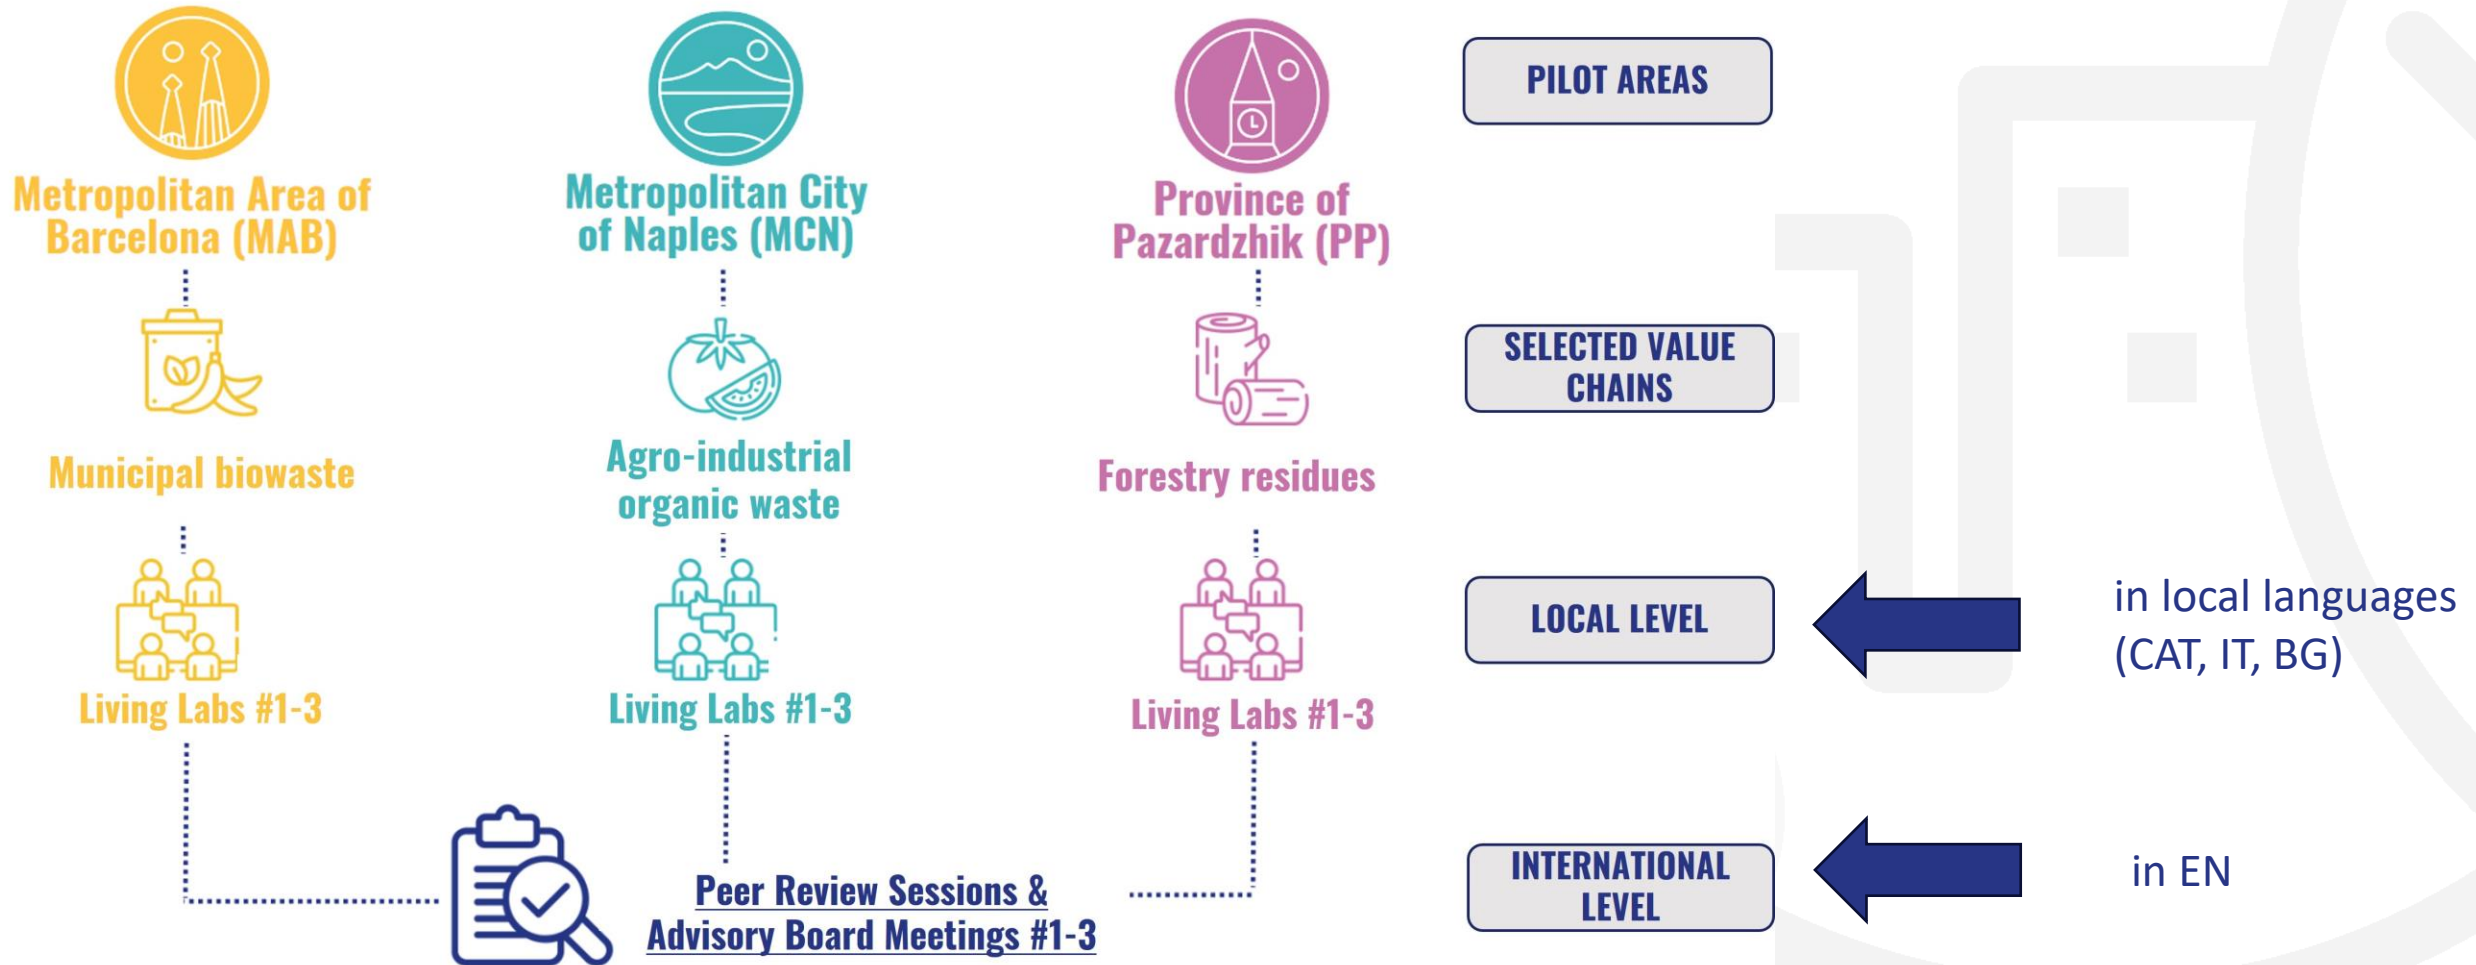 Metropolitan Area of
Barcelona (MAB)
Metropolitan City
of Naples (MCN)
Province of
Pazardzhik (PP)
PILOT AREAS
Municipal biowaste
Agro-industrial
organic waste
Forestry residues
SELECTED VALUE
CHAINS
Living Labs #1-3
Living Labs #1-3
Living Labs #1-3
LOCAL LEVEL
in local languages
(CAT, IT, BG)
Peer Review Sessions &
Advisory Board Meetings #1-3
INTERNATIONAL
LEVEL
in EN